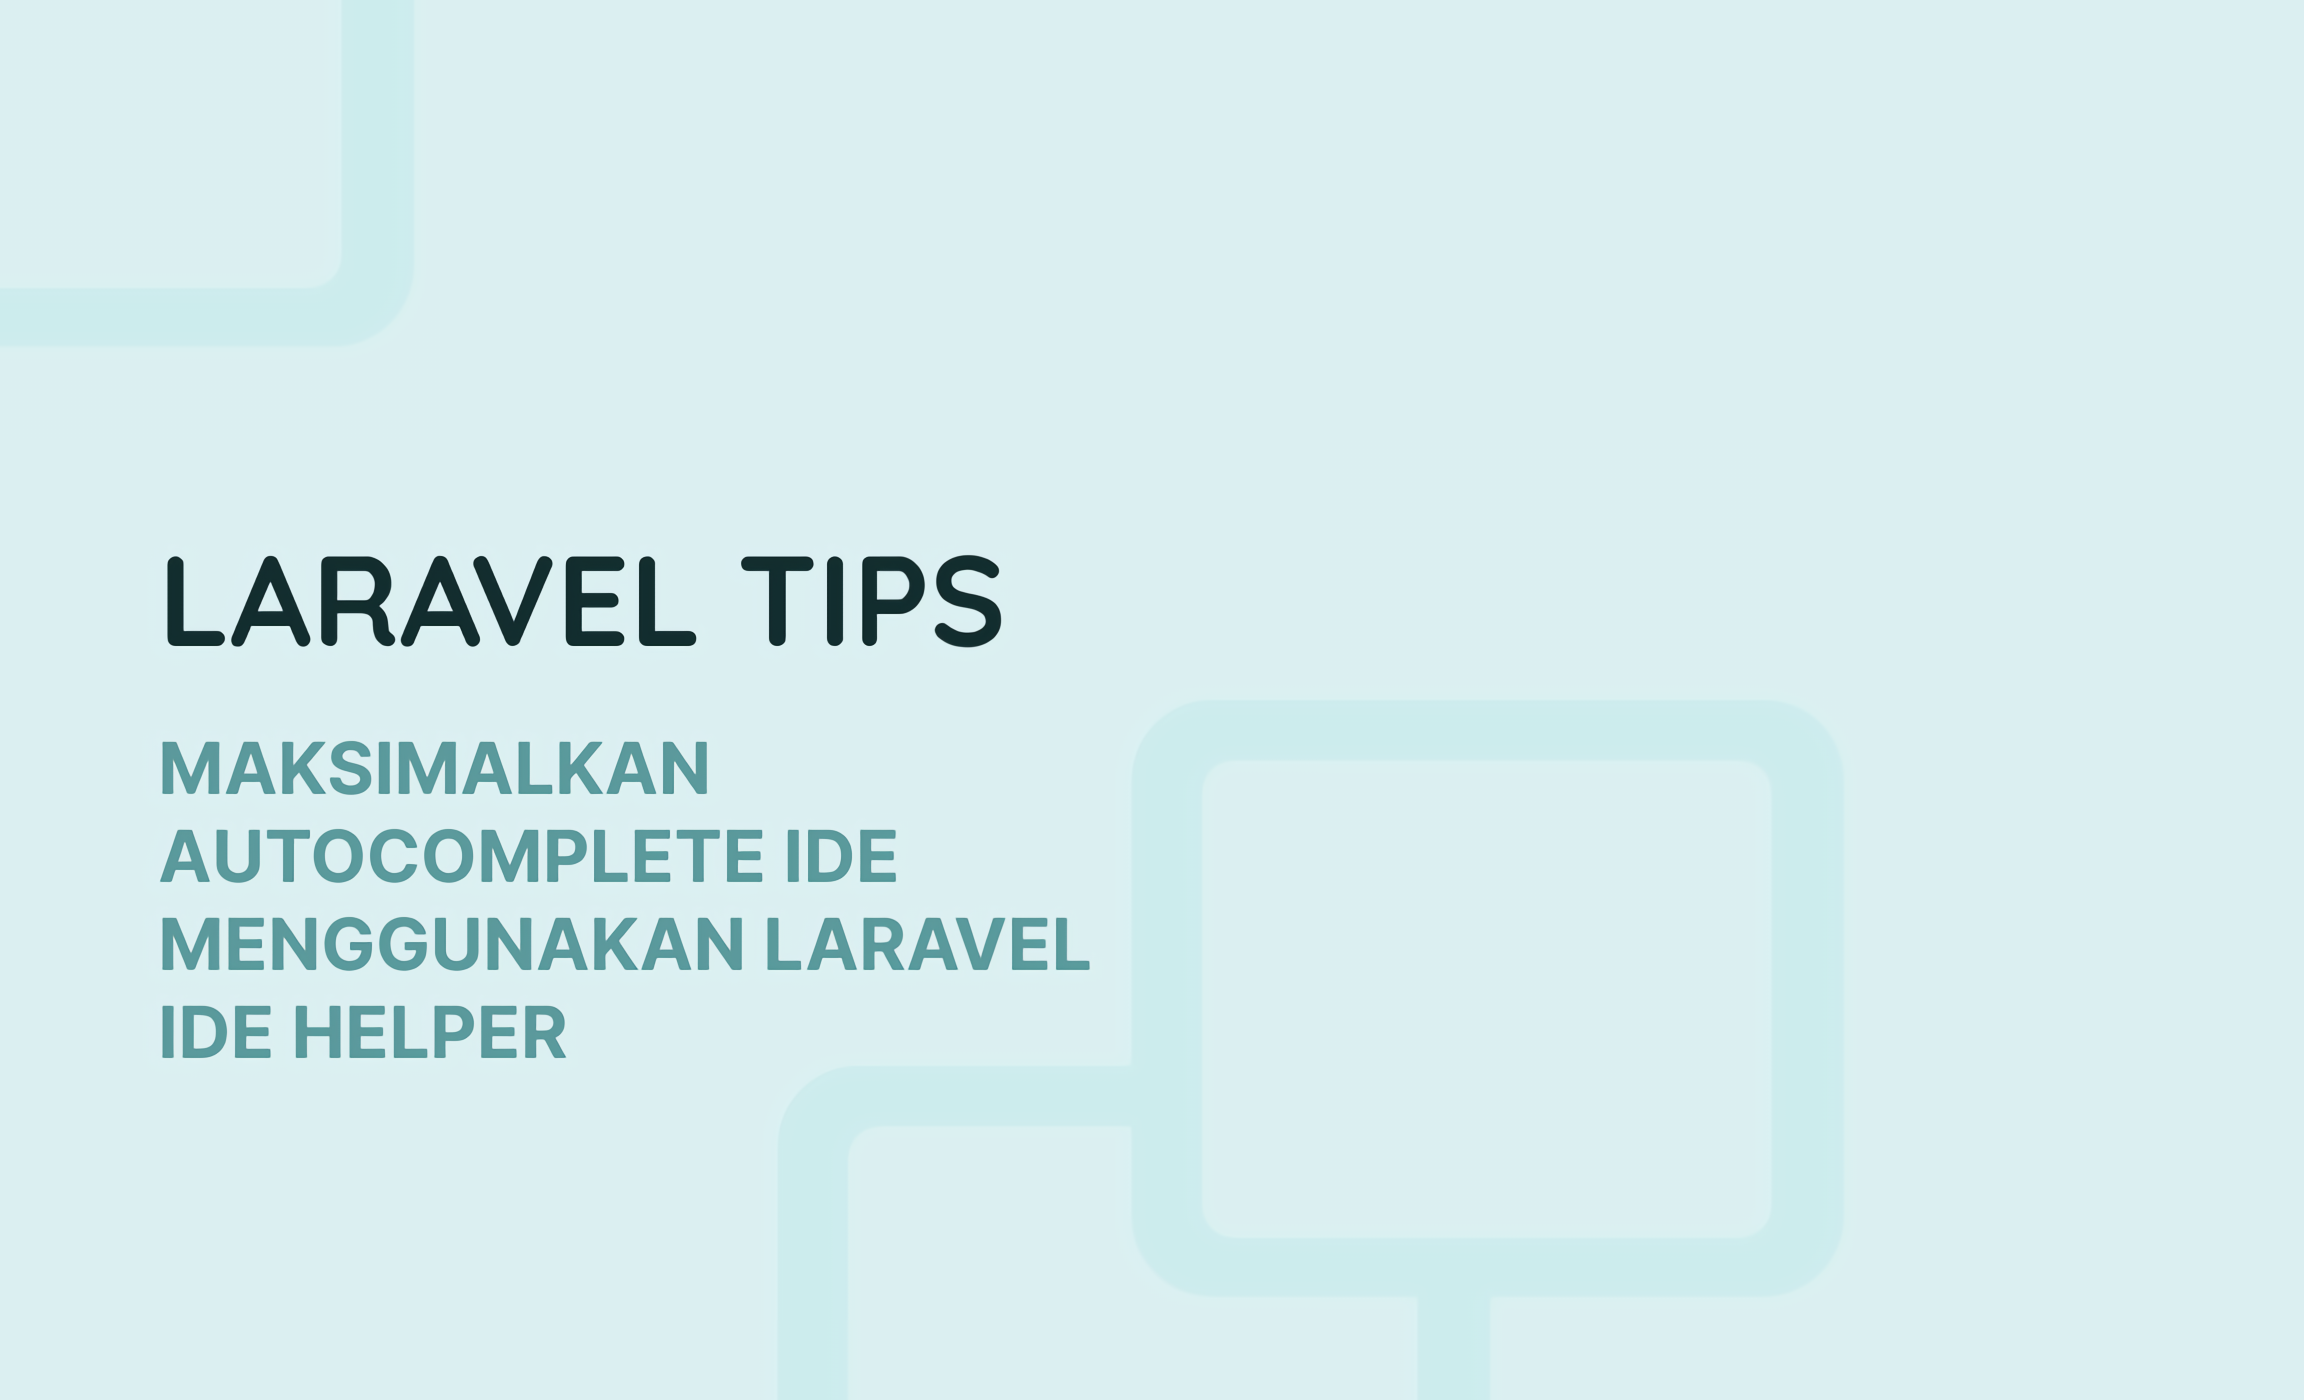 LARAVEL TIPS
MAKSIMALKAN
AUTOCOMPLETE IDE
MENGGUNAKAN LARAVEL
IDE HELPER